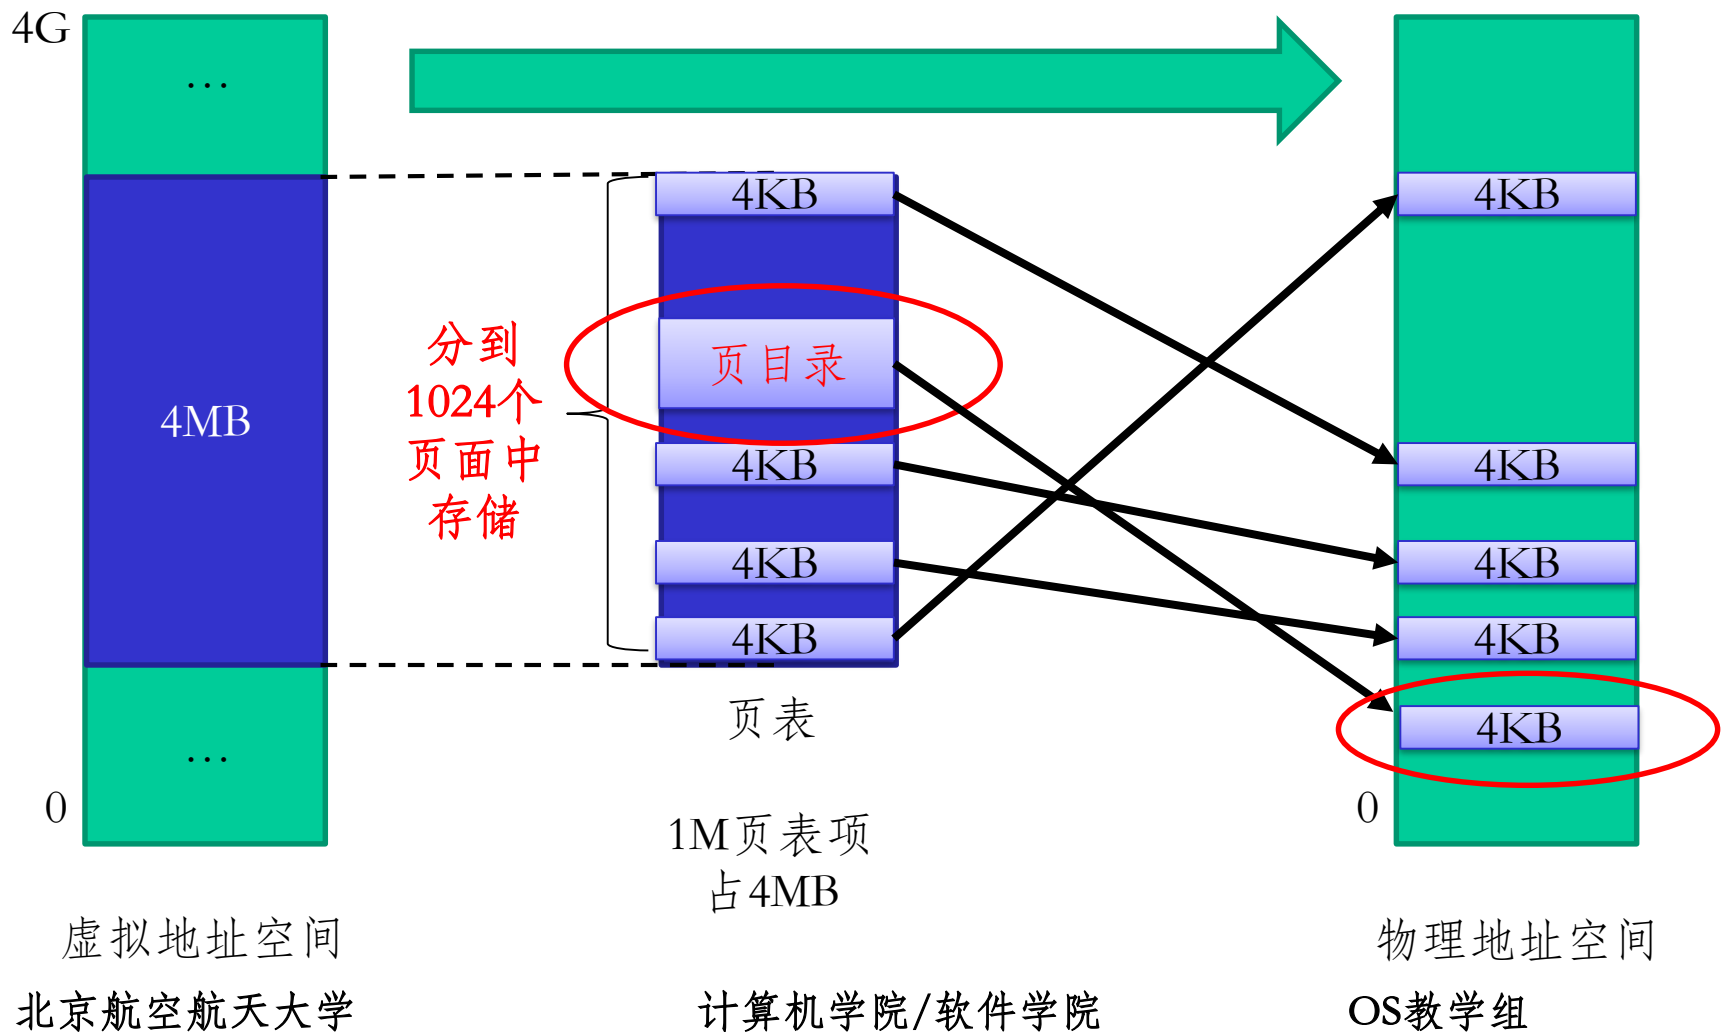 4G
…
4KB
4KB
分到
1024个
页面中
存储
页目录
4MB
4KB
4KB
4KB
4KB
4KB
4KB
4KB
页表
4KB
…
0
0
1M页表项
占4MB
虚拟地址空间
物理地址空间
北京航空航天大学
计算机学院/软件学院
OS教学组